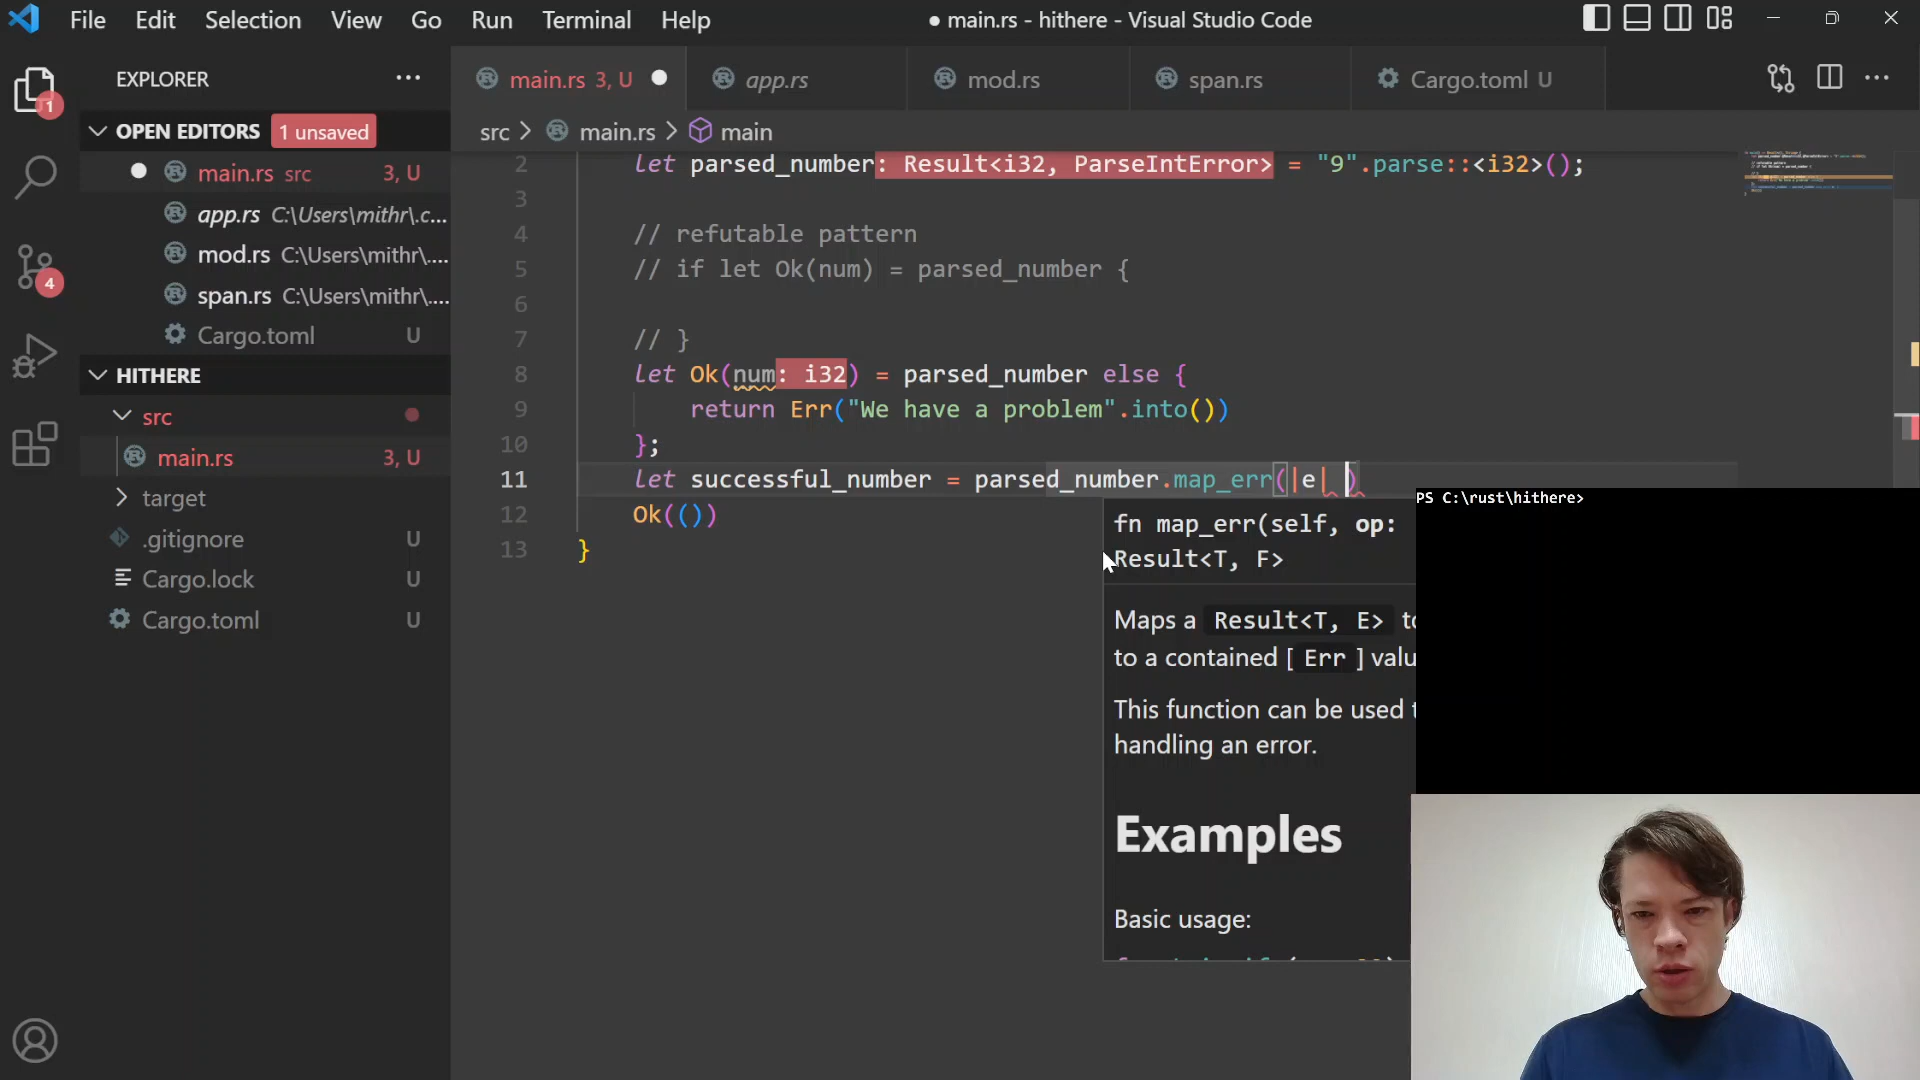 File Edit Selection View Go Run Terminal Help
● main.rs - hithere - Visual Studio Code
EXPLORER
main.rs 3, U
app.rs
mod.rs
span.rs
Cargo.toml U
OPEN EDITORS 1 unsaved
src > main.rs > main
main.rs src 3, U
app.rs C:\Users\mithr\.c...
mod.rs C:\Users\mithr\....
span.rs C:\Users\mithr\....
Cargo.toml U
HITHERE
src
main.rs 3, U
target
.gitignore U
Cargo.lock U
Cargo.toml U
1
4
2 let parsed_number: Result<i32, ParseIntError> = "9".parse::<i32>();
3
4 // refutable pattern
5 // if let Ok(num) = parsed_number {
6
7 // }
8 let Ok(num: i32) = parsed_number else {
9 return Err("We have a problem".into())
10 };
11 let successful_number = parsed_number.map_err(|e| )
12 Ok(())
13 }
fn map_err(self, op:
Result<T, F>
Maps a Result<T, E> to
to a contained [ Err ] valu
This function can be used t
handling an error.
Examples
Basic usage:
PS C:\rust\hithere>